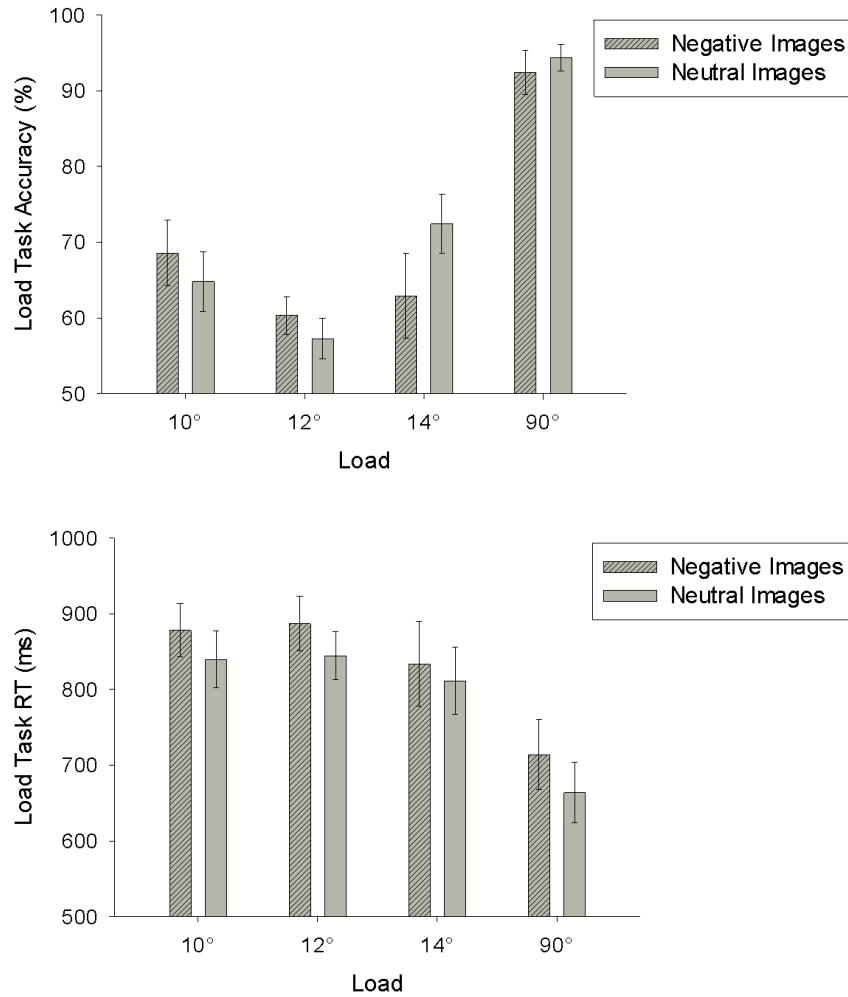 Negative Images
Neutral Images
Load Task Accuracy (%)
100
90
80
70
60
50
10° 12° 14° 90°
Load
Negative Images
Neutral Images
Load Task RT (ms)
1000
900
800
700
600
500
10° 12° 14° 90°
Load